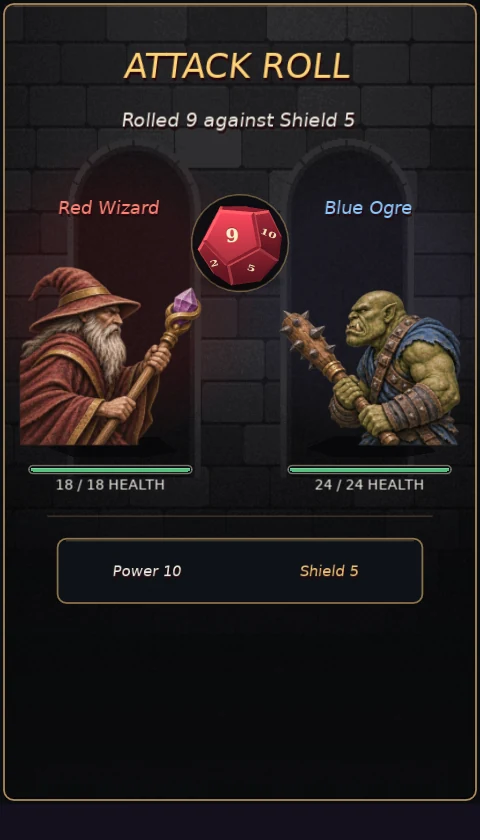 ATTACK ROLL
Rolled 9 against Shield 5
Red Wizard
Blue Ogre
9
10
2
5
18 / 18 HEALTH
24 / 24 HEALTH
Power 10
Shield 5